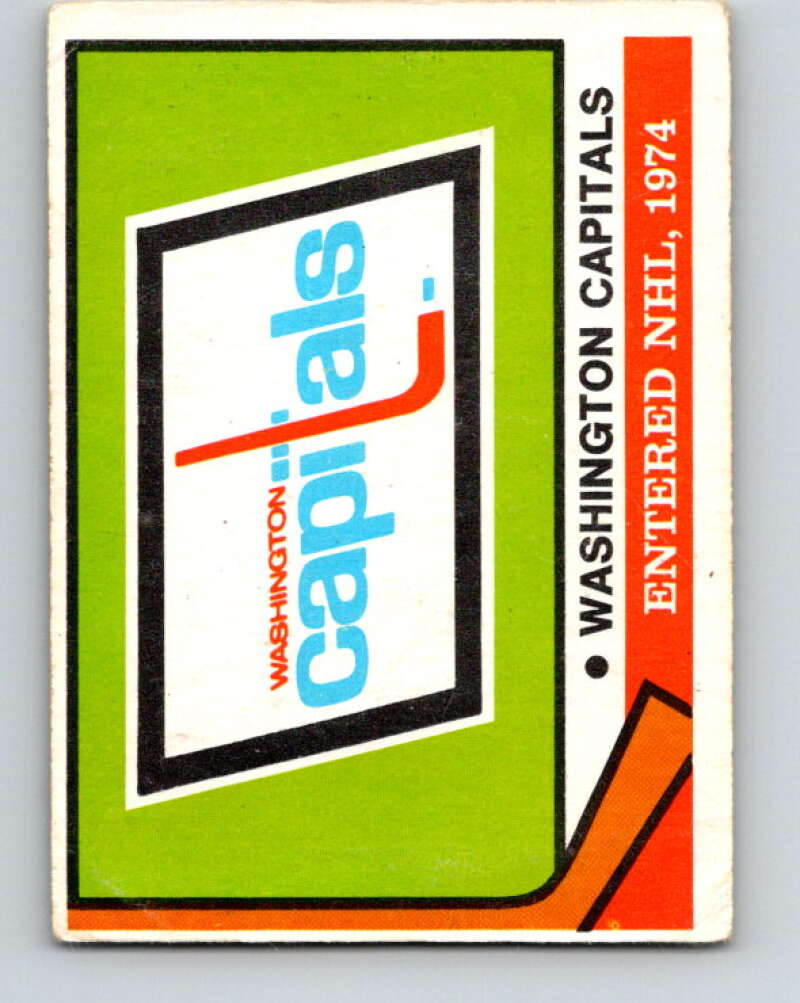 WASHINGTON
capitals
• WASHINGTON CAPITALS
ENTERED NHL, 1974